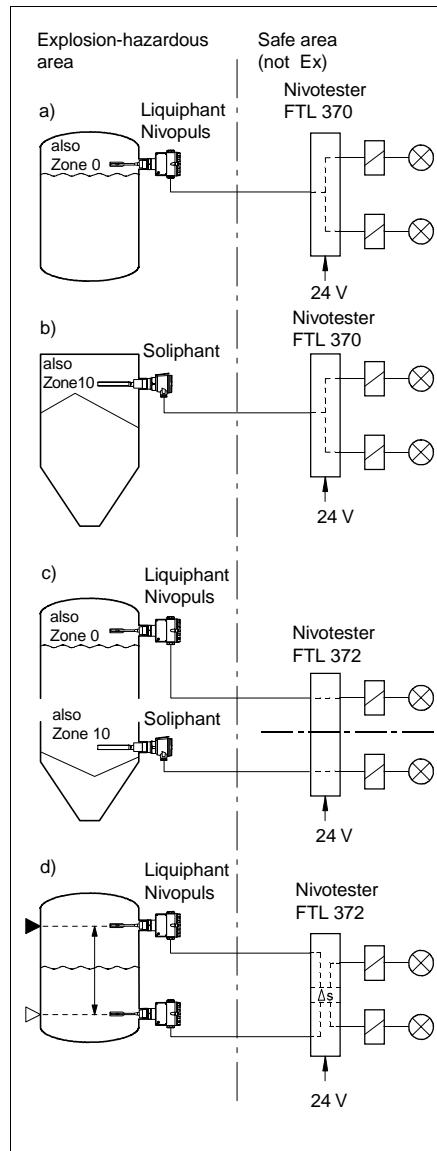 Explosion-hazardous
area
Safe area
(not Ex)
a)
Liquiphant
Nivopuls
Nivotester
FTL 370
also
Zone 0
24 V
b)
Soliphant
Nivotester
FTL 370
also
Zone10
24 V
c)
Liquiphant
Nivopuls
also
Zone 0
Nivotester
FTL 372
also
Zone 10
Soliphant
24 V
d)
Liquiphant
Nivopuls
Nivotester
FTL 372
Δs
24 V